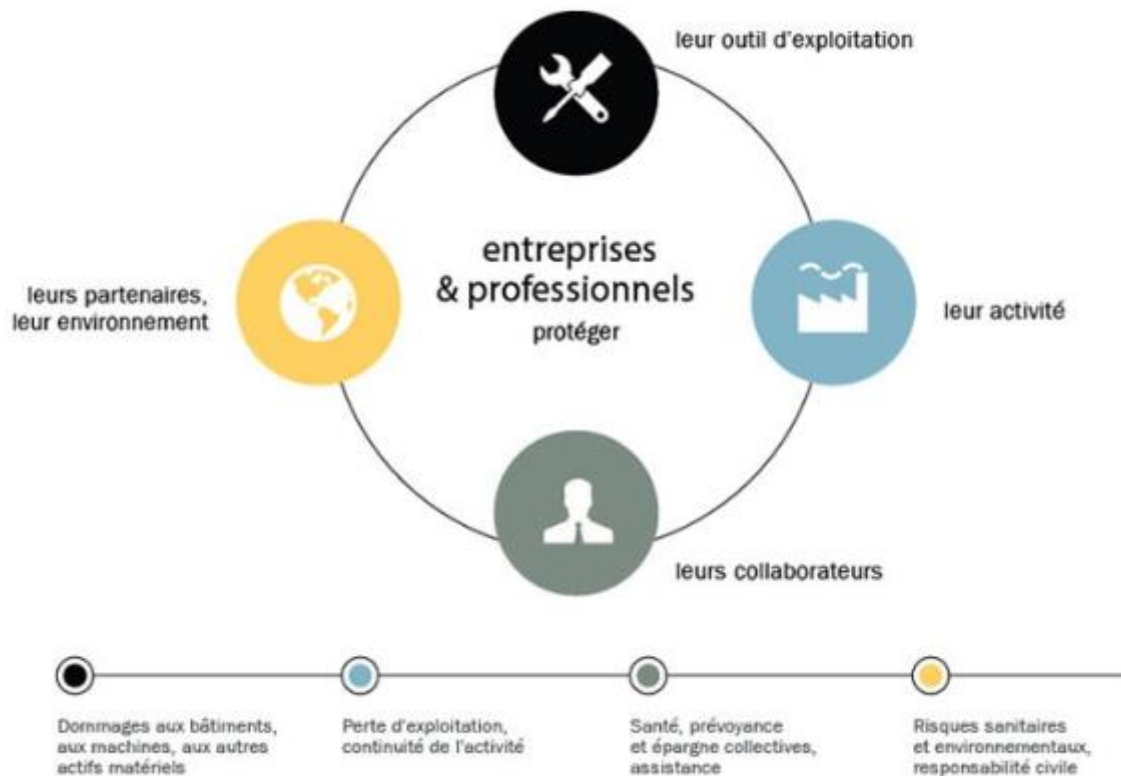 leur outil d'exploitation
entreprises
& professionnels
protéger
leurs partenaires,
leur environnement
leur activité
leurs collaborateurs
Dommages aux bâtiments,
aux machines, aux autres
actifs matériels
Perte d'exploitation,
continuité de l'activité
Santé, prévoyance
et épargne collectives,
assistance
Risques sanitaires
et environnementaux,
responsabilité civile